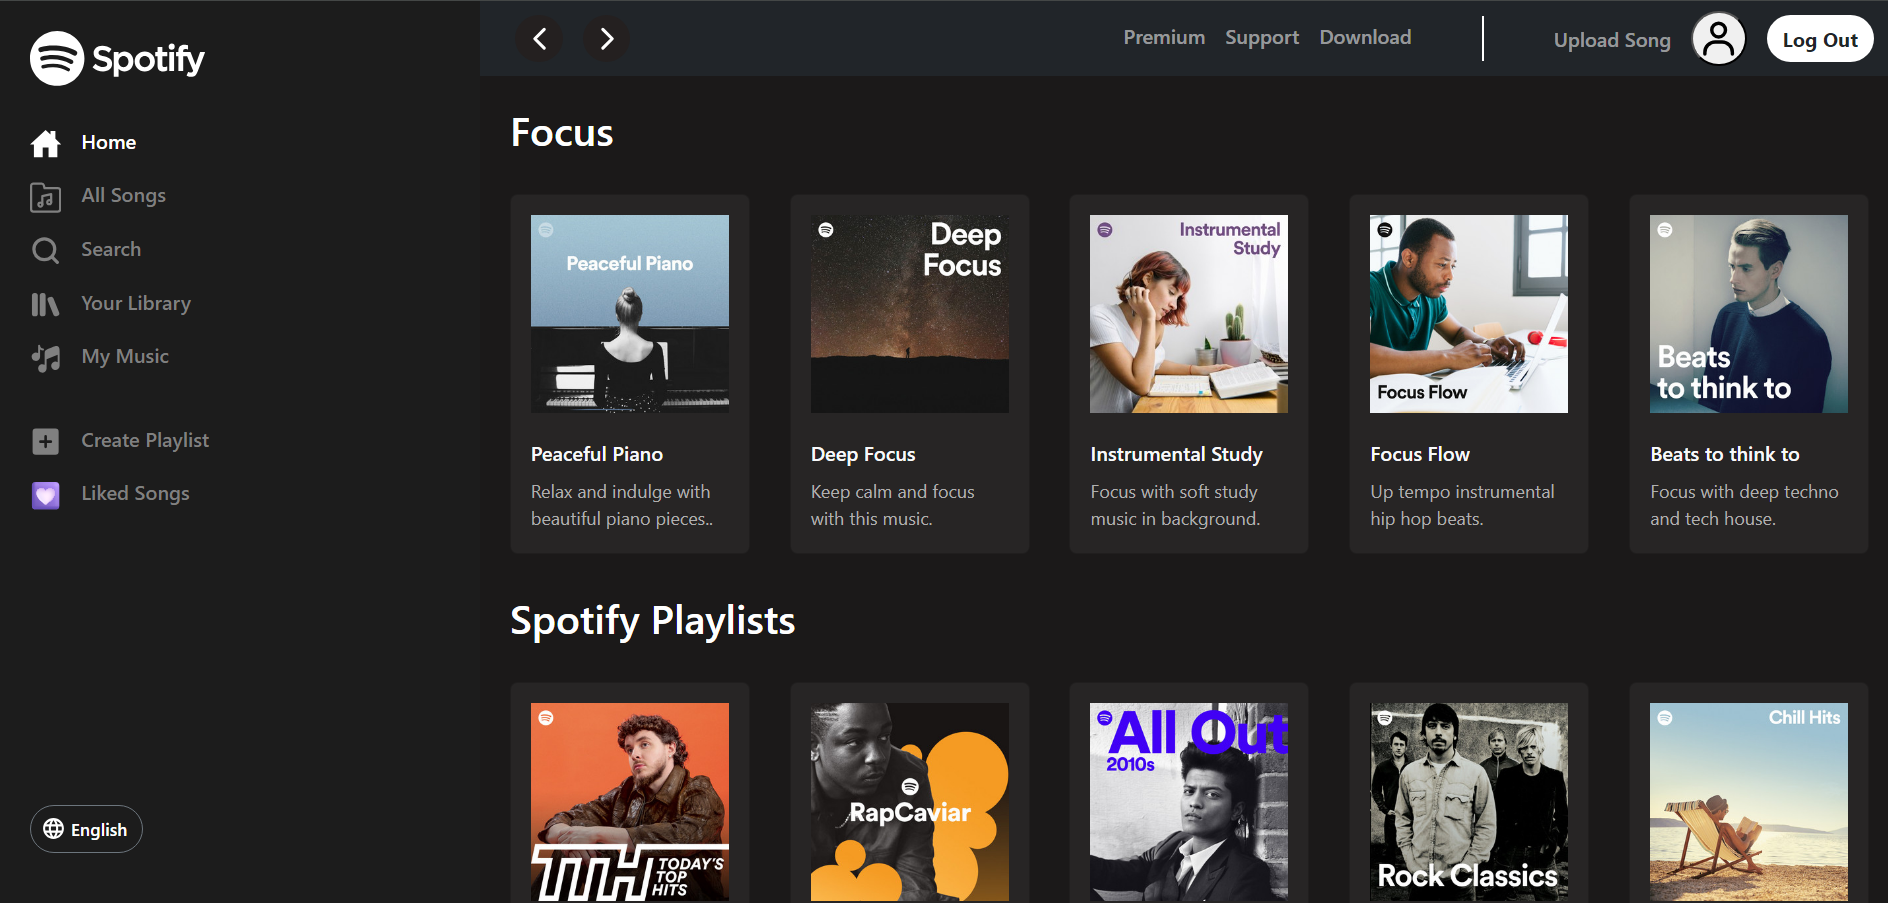 Spotify
Home
All Songs
Search
Your Library
My Music
Create Playlist
Liked Songs
English
Premium Support Download
Upload Song
Log Out
Focus
Peaceful Piano
Peaceful Piano
Relax and indulge with
beautiful piano pieces..
Deep
Focus
Deep Focus
Keep calm and focus
with this music.
Instrumental
Study
Instrumental Study
Focus with soft study
music in background.
Focus Flow
Focus Flow
Up tempo instrumental
hip hop beats.
Beats
to think to
Beats to think to
Focus with deep techno
and tech house.
Spotify Playlists
TTH
TODAY'S
TOP
HITS
RapCaviar
All Out
2010s
Rock Classics
Chill Hits